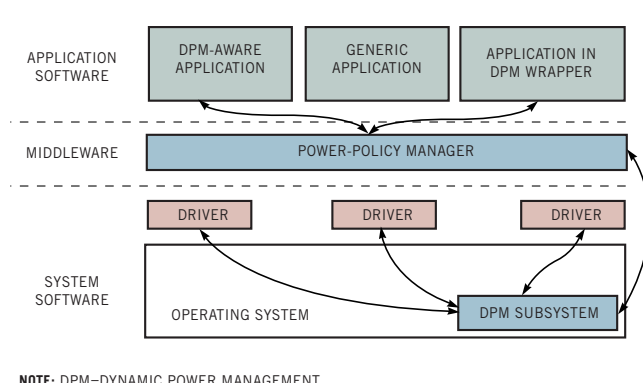 APPLICATION
SOFTWARE
DPM-AWARE
APPLICATION
GENERIC
APPLICATION
APPLICATION IN
DPM WRAPPER
MIDDLEWARE
POWER-POLICY MANAGER
SYSTEM
SOFTWARE
DRIVER
DRIVER
DRIVER
OPERATING SYSTEM
DPM SUBSYSTEM
NOTE: DPM=DYNAMIC POWER MANAGEMENT